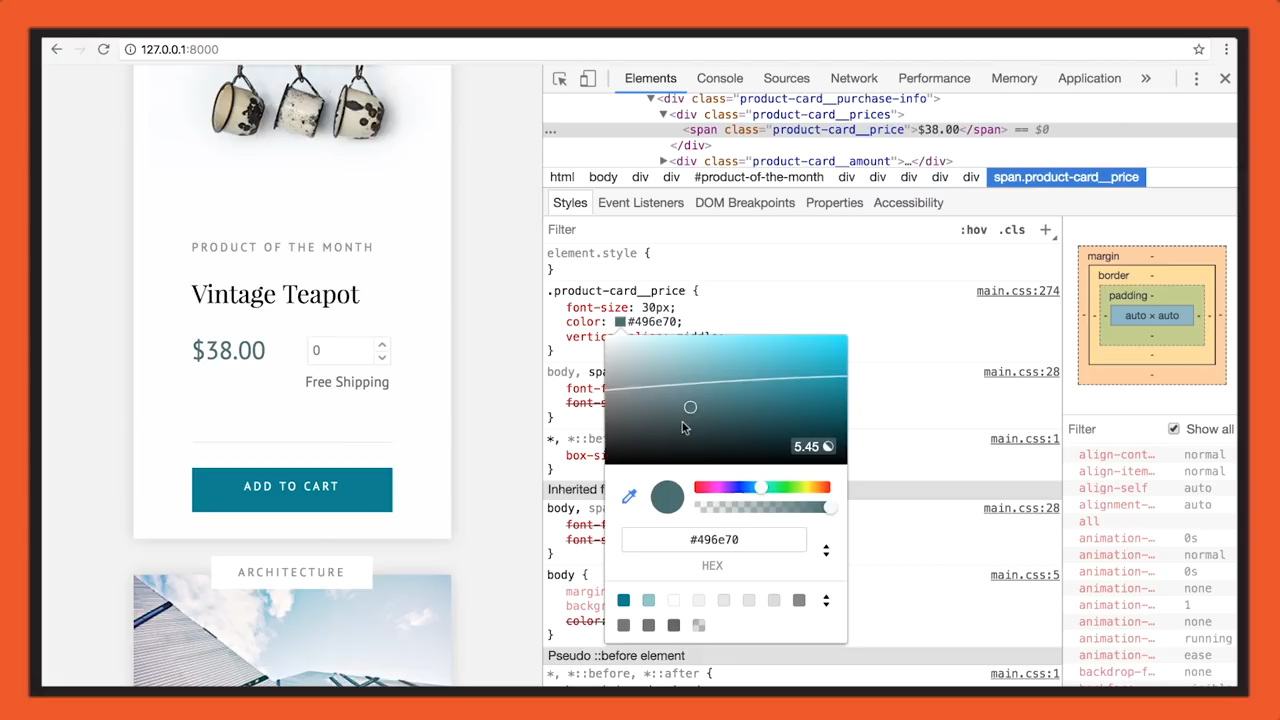 127.0.0.1:8000
PRODUCT OF THE MONTH
Vintage Teapot
$38.00
0
Free Shipping
ADD TO CART
ARCHITECTURE
Elements Console Sources Network Performance Memory Application »
▼<div class="product-card__purchase-info">
▼<div class="product-card__prices">
… <span class="product-card__price">$38.00</span> == $0
</div>
▶<div class="product-card__amount">…</div>
html body div div #product-of-the-month div div div div div span.product-card__price
Styles Event Listeners DOM Breakpoints Properties Accessibility
Filter :hov .cls +
element.style {
}
.product-card__price { main.css:274
font-size: 30px;
color: #496e70;
}
body, spa main.css:28
font-f
font-s
}
*, *::bef main.css:1
box-si
}
Inherited f
body, spa main.css:28
font-f
font-s
}
body { main.css:5
margin
backgr
color:
}
Pseudo ::before element
*, *::before, *::after { main.css:1
5.45
#496e70
HEX
margin -
border -
padding -
- - - auto × auto - - -
-
-
-
Filter Show all
align-cont… normal
align-item… normal
align-self auto
alignment-… auto
all
animation-… 0s
animation-… normal
animation-… 0s
animation-… none
animation-… 1
animation-… none
animation-… running
animation-… ease
backdrop-f… none